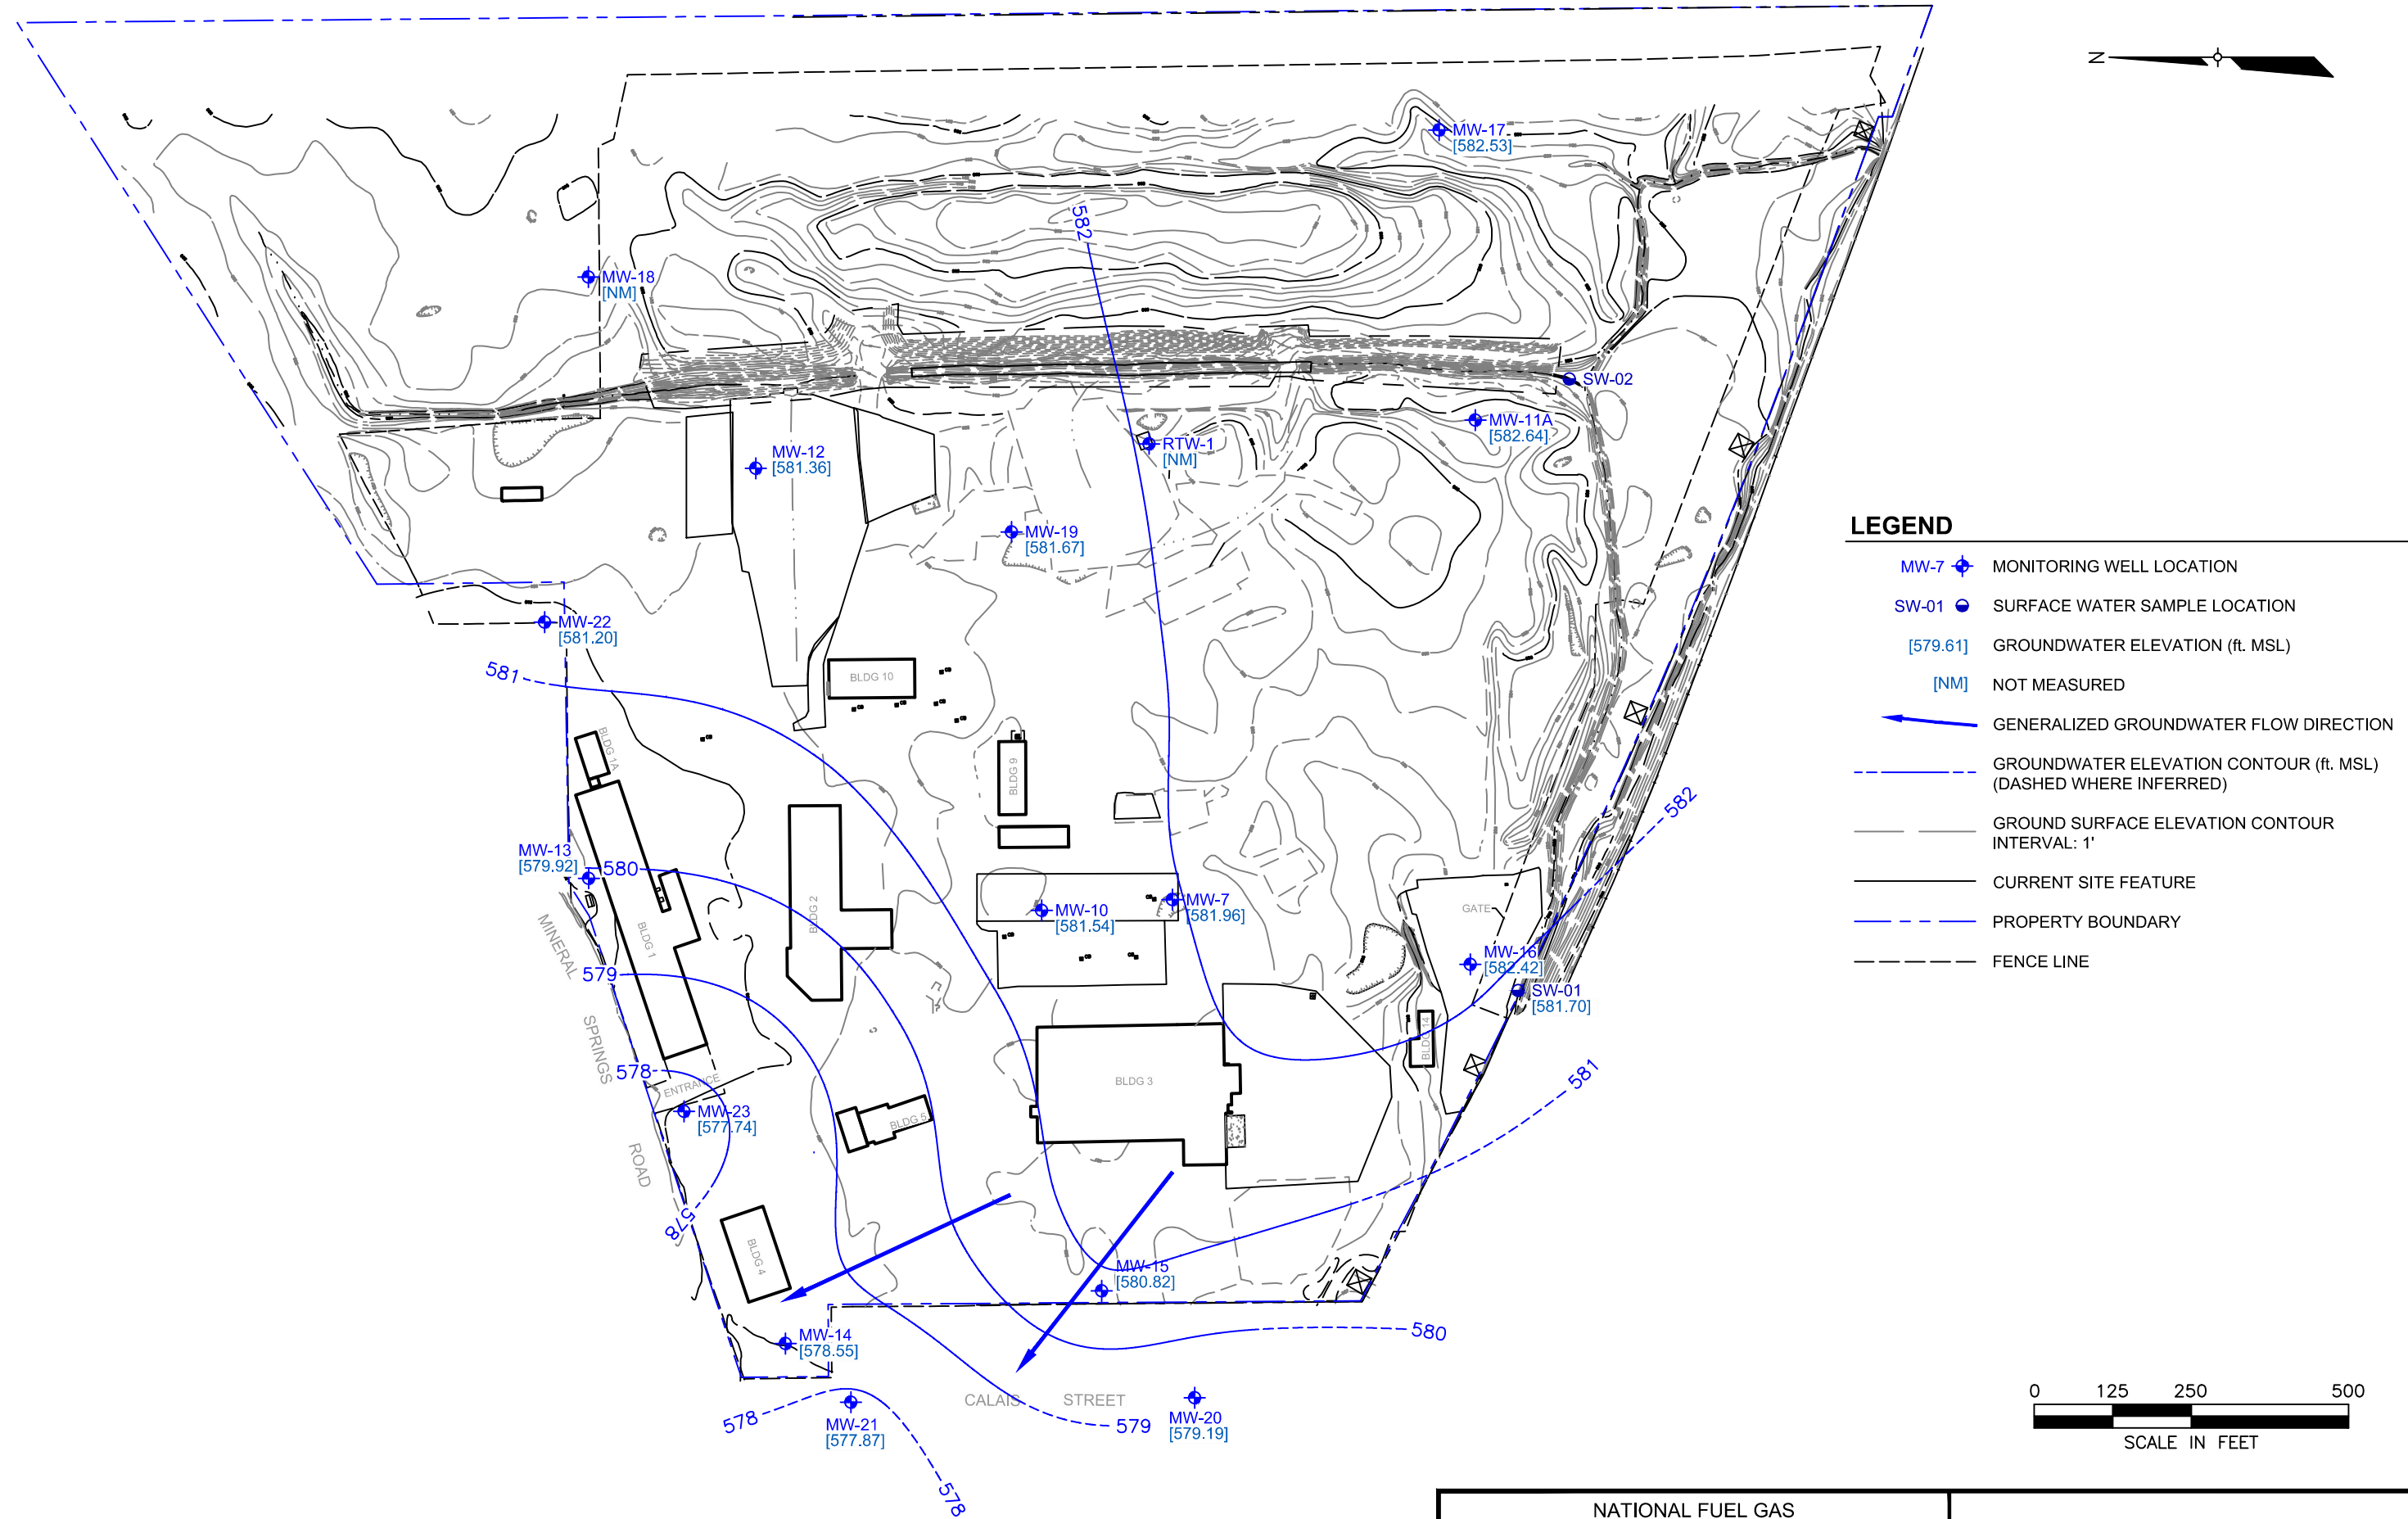 N
MW-17
[582.53]
582
MW-18
[NM]
SW-02
MW-11A
[582.64]
RTW-1
[NM]
MW-12
[581.36]
MW-19
[581.67]
MW-22
[581.20]
581
BLDG 10
BLDG 1A
BLDG 9
MW-13
[579.92]
580
BLDG 2
BLDG 1
MW-10
[581.54]
MW-7
[581.96]
GATE
582
MW-16
[582.42]
SW-01
[581.70]
579
MINERAL
SPRINGS
ROAD
578
ENTRANCE
MW-23
[577.74]
BLDG 5
BLDG 3
BLDG 14
581
578
BLDG 4
MW-15
[580.82]
MW-14
[578.55]
580
CALAIS STREET
578
MW-21
[577.87]
579
MW-20
[579.19]
578
LEGEND
MW-7 MONITORING WELL LOCATION
SW-01 SURFACE WATER SAMPLE LOCATION
[579.61] GROUNDWATER ELEVATION (ft. MSL)
[NM] NOT MEASURED
GENERALIZED GROUNDWATER FLOW DIRECTION
GROUNDWATER ELEVATION CONTOUR (ft. MSL)
(DASHED WHERE INFERRED)
GROUND SURFACE ELEVATION CONTOUR
INTERVAL: 1'
CURRENT SITE FEATURE
PROPERTY BOUNDARY
FENCE LINE
0 125 250 500
SCALE IN FEET
NATIONAL FUEL GAS